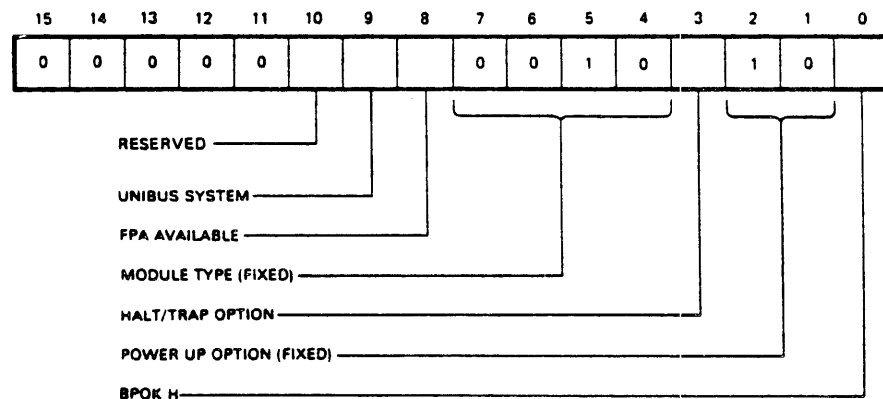 15 14 13 12 11 10 9 8 7 6 5 4 3 2 1 0
0 0 0 0 0 0 0 1 0 1 0
RESERVED
UNIBUS SYSTEM
FPA AVAILABLE
MODULE TYPE (FIXED)
HALT/TRAP OPTION
POWER UP OPTION (FIXED)
BPOK H